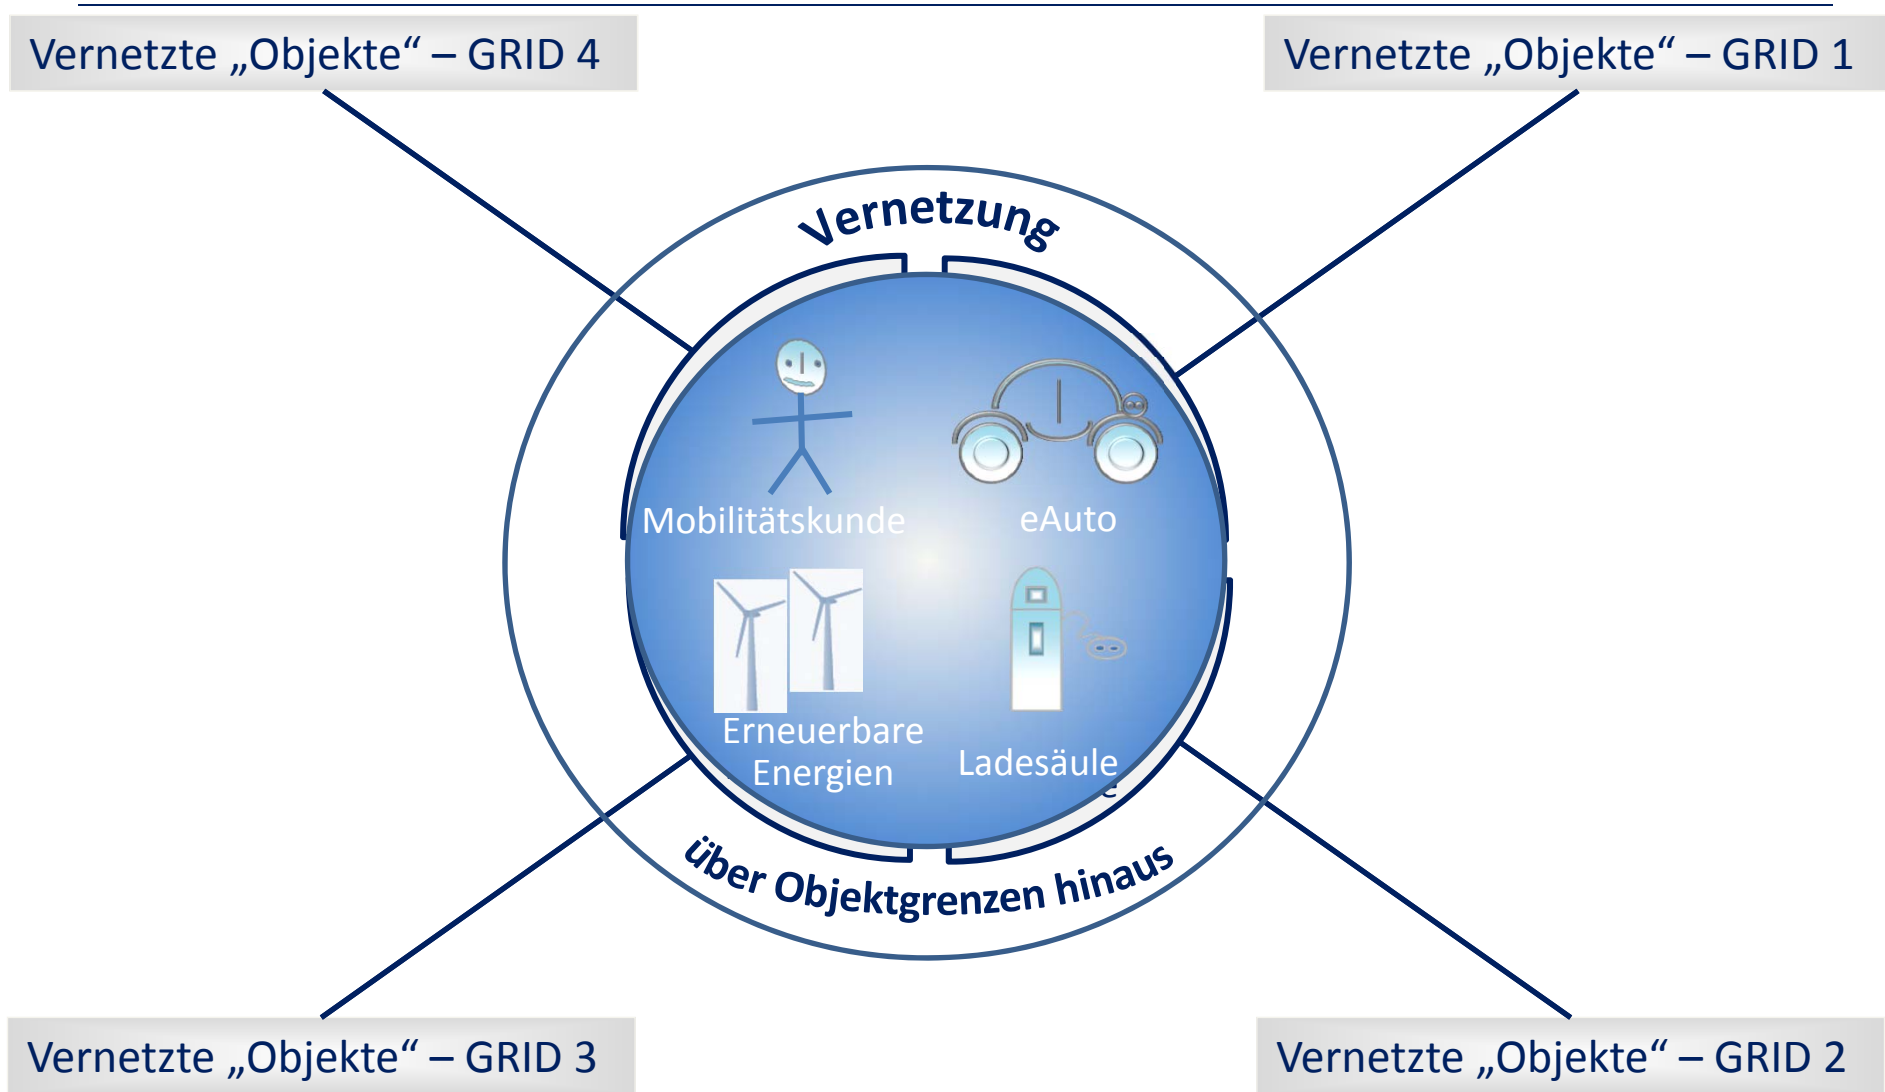 Vernetzte „Objekte“ – GRID 4
Vernetzte „Objekte“ – GRID 1
Vernetzung
Mobilitätskunde
eAuto
Erneuerbare
Energien
Ladesäule
über Objektgrenzen hinaus
Vernetzte „Objekte“ – GRID 3
Vernetzte „Objekte“ – GRID 2